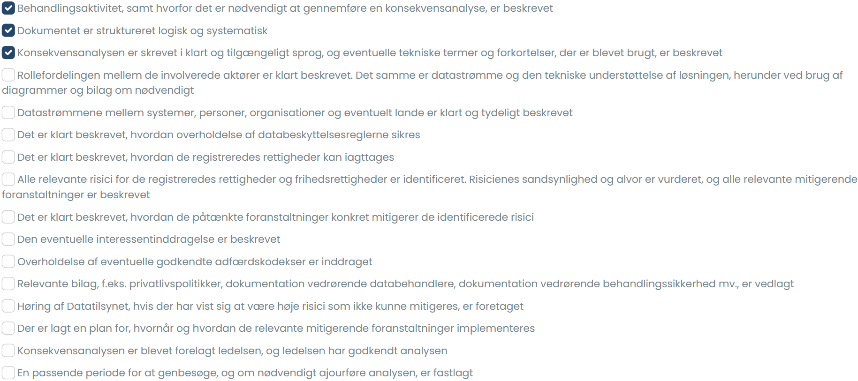 Behandlingsaktivitet, samt hvorfor det er nødvendigt at gennemføre en konsekvensanalyse, er beskrevet
Dokumentet er struktureret logisk og systematisk
Konsekvensanalysen er skrevet i klart og tilgængeligt sprog, og eventuelle tekniske termer og forkortelser, der er blevet brugt, er beskrevet
Rollefordelingen mellem de involverede aktører er klart beskrevet. Det samme er datastrømme og den tekniske understøttelse af løsningen, herunder ved brug af
diagrammer og bilag om nødvendigt
Datastrømmene mellem systemer, personer, organisationer og eventuelt lande er klart og tydeligt beskrevet
Det er klart beskrevet, hvordan overholdelse af databeskyttelsesreglerne sikres
Det er klart beskrevet, hvordan de registreredes rettigheder kan iagttages
Alle relevante risici for de registreredes rettigheder og frihedsrettigheder er identificeret. Risicienes sandsynlighed og alvor er vurderet, og alle relevante mitigerende
foranstaltninger er beskrevet
Det er klart beskrevet, hvordan de påtænkte foranstaltninger konkret mitigerer de identificerede risici
Den eventuelle interessentinddragelse er beskrevet
Overholdelse af eventuelle godkendte adfærdskodekser er inddraget
Relevante bilag, f.eks. privatlivspolitikker, dokumentation vedrørende databehandlere, dokumentation vedrørende behandlingssikkerhed mv., er vedlagt
Høring af Datatilsynet, hvis der har vist sig at være høje risici som ikke kunne mitigeres, er foretaget
Der er lagt en plan for, hvornår og hvordan de relevante mitigerende foranstaltninger implementeres
Konsekvensanalysen er blevet forelagt ledelsen, og ledelsen har godkendt analysen
En passende periode for at genbesøge, og om nødvendigt ajourføre analysen, er fastlagt